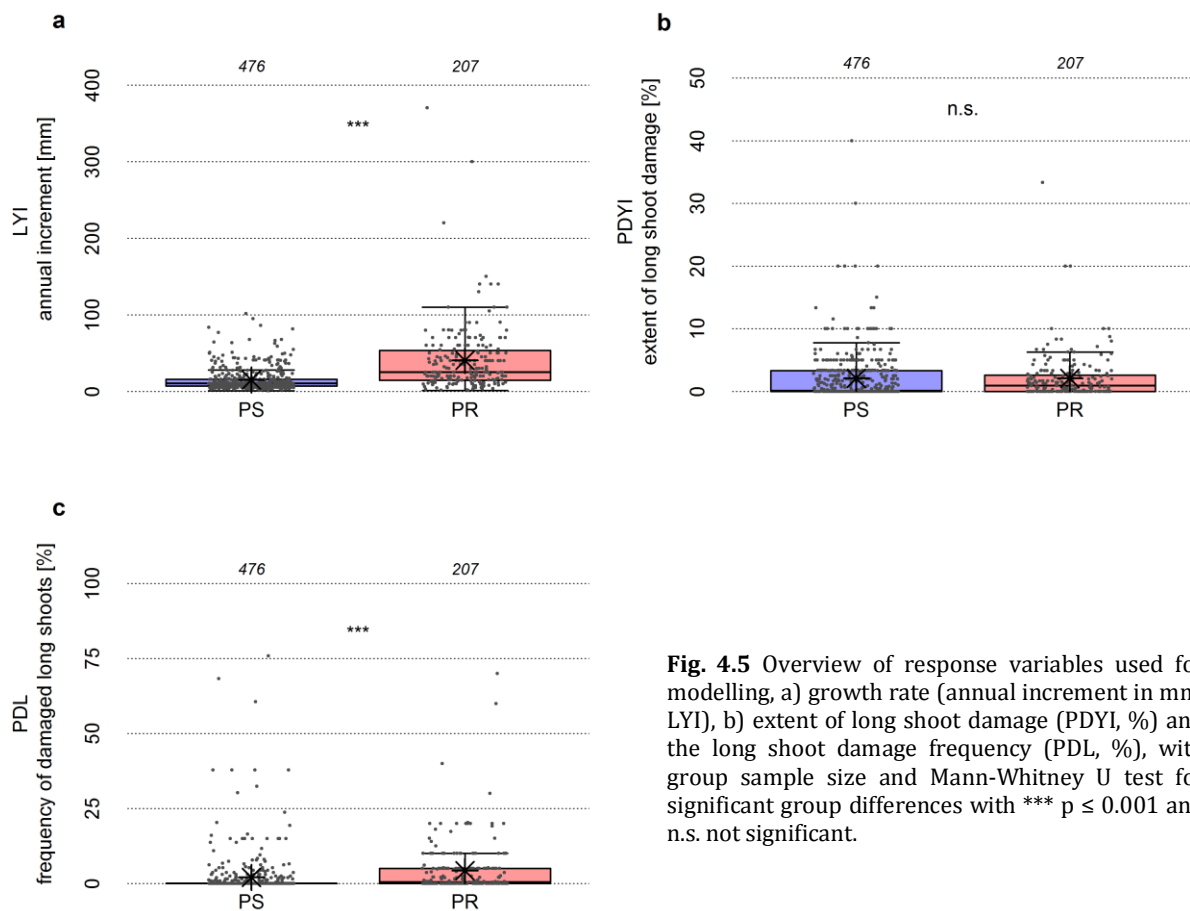 a
476 207
400
300
200
100
0
LYI
annual increment [mm]
***
PS PR
b
476 207
50
40
30
20
10
0
PDYI
extent of long shoot damage [%]
n.s.
PS PR
c
476 207
100
75
50
25
0
PDL
frequency of damaged long shoots [%]
***
PS PR
Fig. 4.5 Overview of response variables used fo
modelling, a) growth rate (annual increment in mm
LYI), b) extent of long shoot damage (PDYI, %) an
the long shoot damage frequency (PDL, %), wit
group sample size and Mann-Whitney U test fo
significant group differences with *** p ≤ 0.001 an
n.s. not significant.